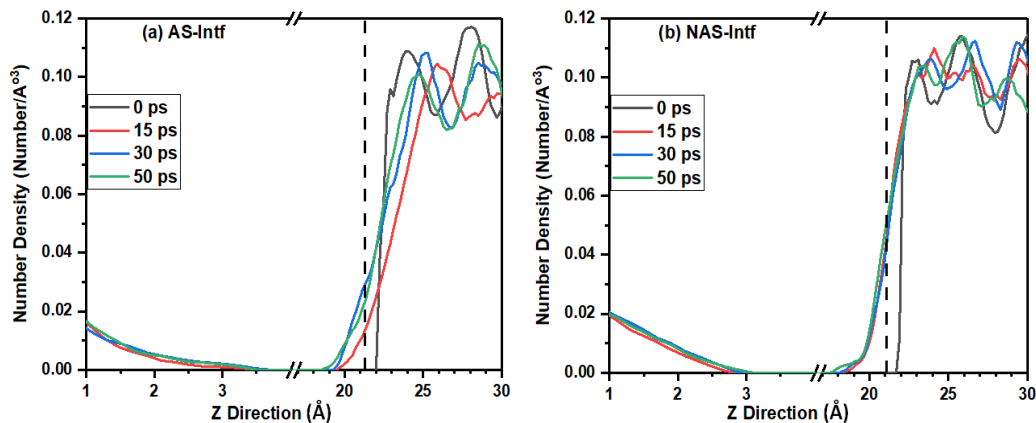 (a) AS-Intf
Number Density (Number/A°³)
0.12
0.10
0.08
0.06
0.04
0.02
0.00
0 ps
15 ps
30 ps
50 ps
1 2 3 20 25 30
Z Direction (Å)
(b) NAS-Intf
Number Density (Number/A°³)
0.12
0.10
0.08
0.06
0.04
0.02
0.00
0 ps
15 ps
30 ps
50 ps
1 2 3 20 25 30
Z Direction (Å)